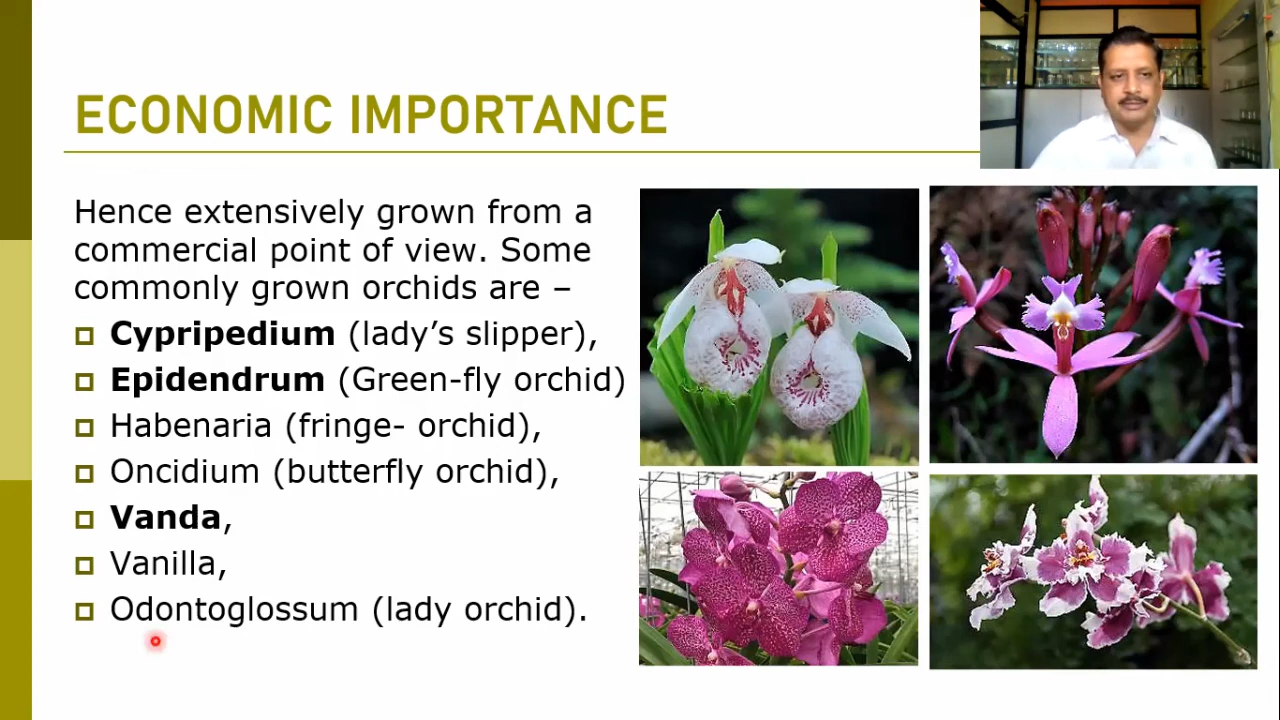 ECONOMIC IMPORTANCE
Hence extensively grown from a
commercial point of view. Some
commonly grown orchids are –
Cypripedium (lady’s slipper),
Epidendrum (Green-fly orchid)
Habenaria (fringe- orchid),
Oncidium (butterfly orchid),
Vanda,
Vanilla,
Odontoglossum (lady orchid).